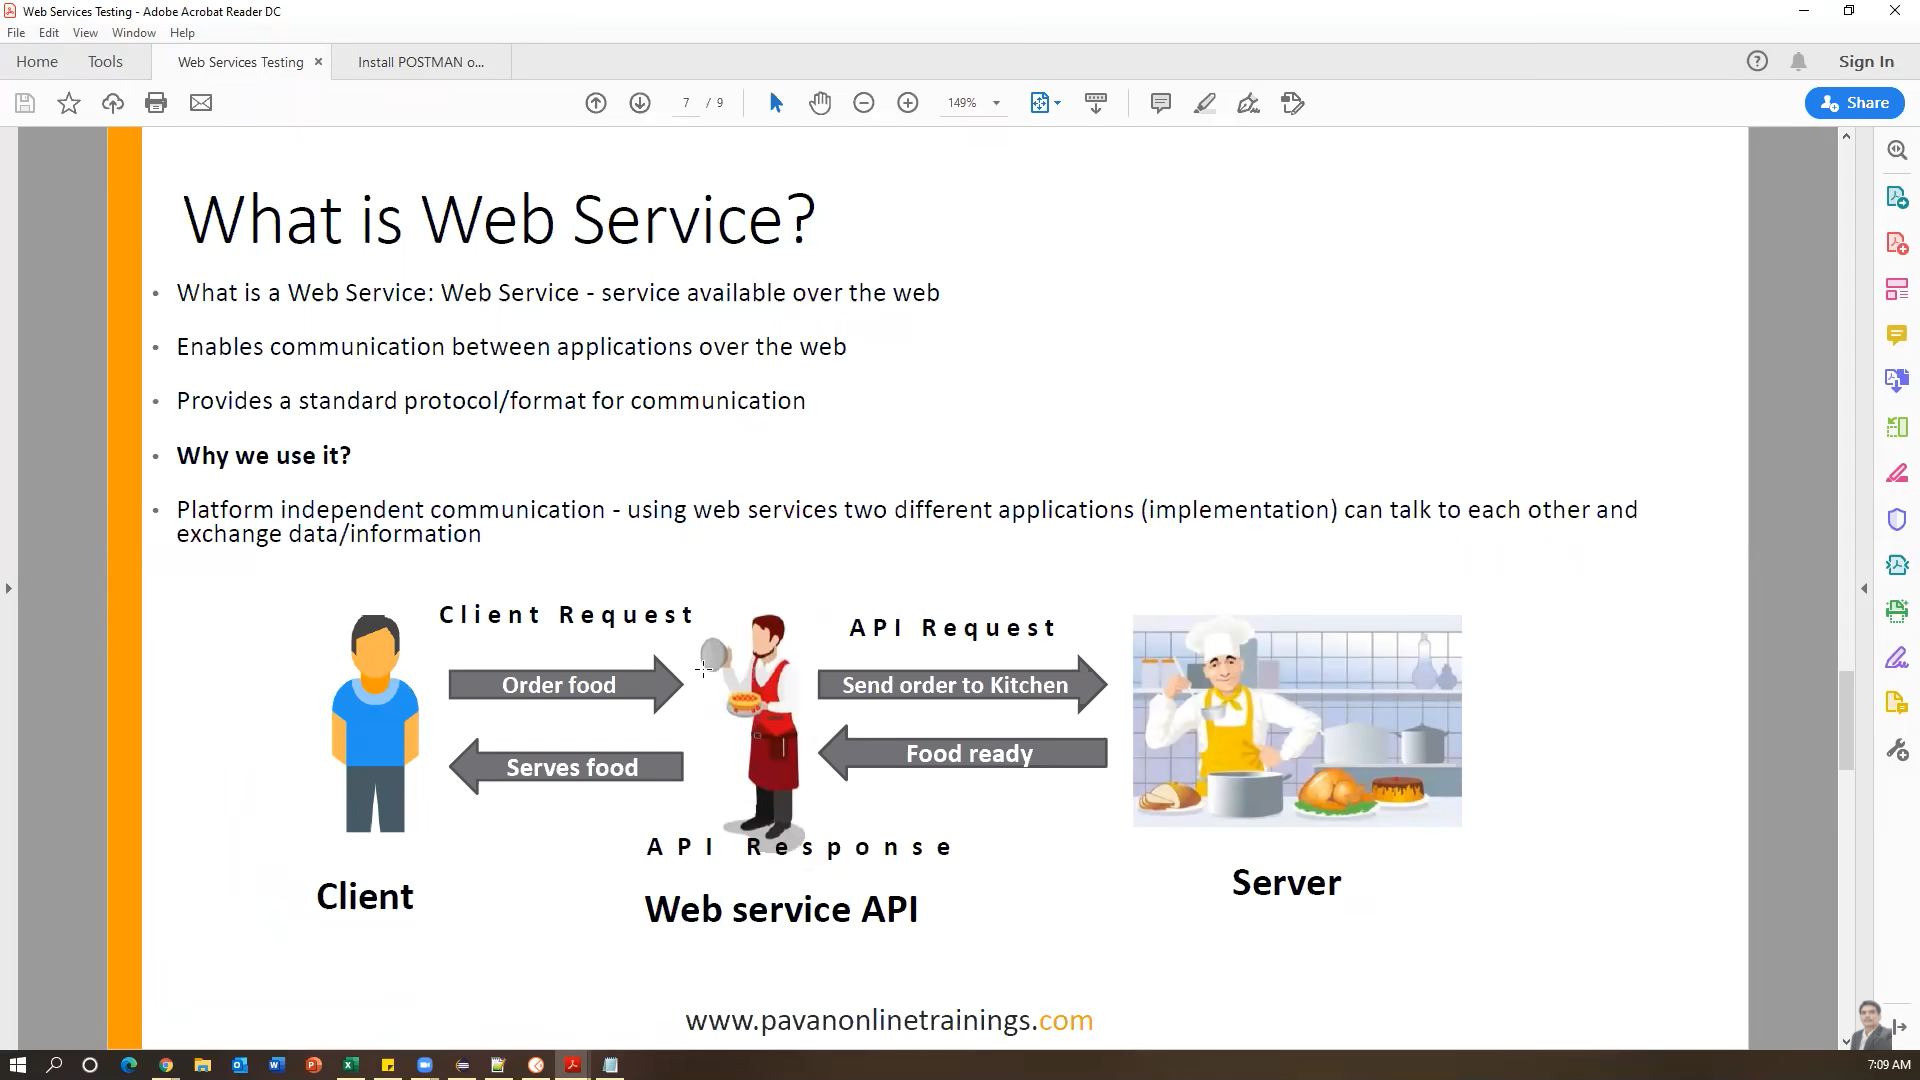 Web Services Testing - Adobe Acrobat Reader DC
File Edit View Window Help
Home Tools Web Services Testing × Install POSTMAN o... Sign In
7 / 9 149% Share
What is Web Service?
• What is a Web Service: Web Service - service available over the web
• Enables communication between applications over the web
• Provides a standard protocol/format for communication
• Why we use it?
• Platform independent communication - using web services two different applications (implementation) can talk to each other and
exchange data/information
Client Request
API Request
Order food
Send order to Kitchen
Serves food
Food ready
API Response
Client
Web service API
Server
www.pavanonlinetrainings.com
7:09 AM